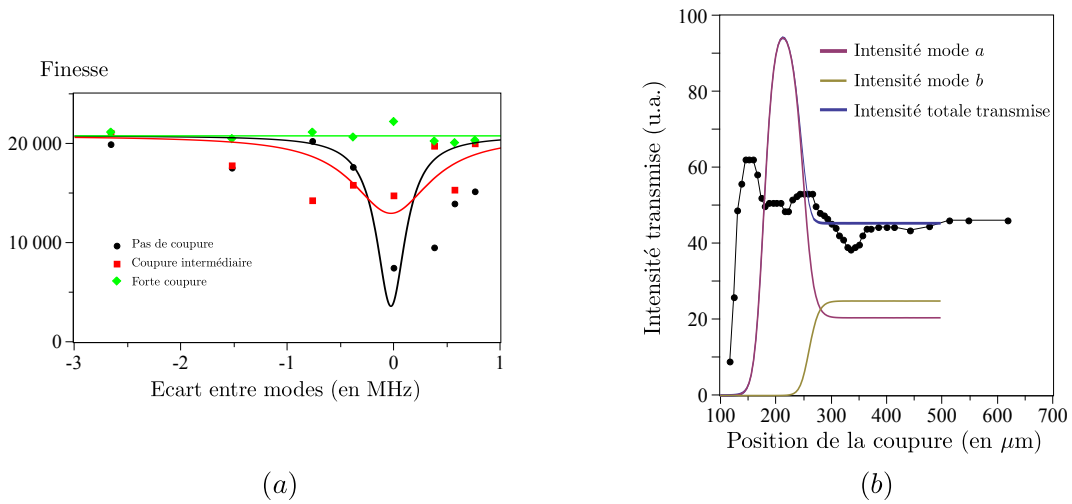 Finesse
20 000
10 000
0
Pas de coupure
Coupure intermédiaire
Forte coupure
-3 -2 -1 0 1
Ecart entre modes (en MHz)
(a)
100
80
60
40
20
0
Intensité transmise (u.a.)
Intensité mode a
Intensité mode b
Intensité totale transmise
100 200 300 400 500 600 700
Position de la coupure (en μm)
(b)